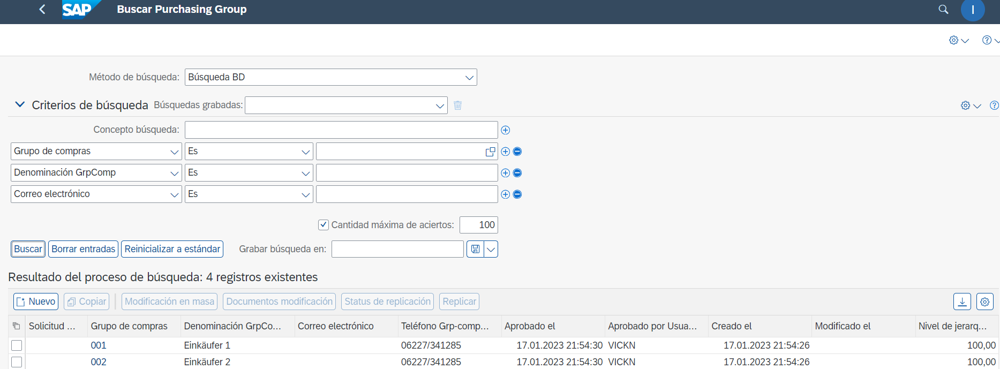 SAP Buscar Purchasing Group I
Método de búsqueda: Búsqueda BD
Criterios de búsqueda Búsquedas grabadas:
Concepto búsqueda:
Grupo de compras Es
Denominación GrpComp Es
Correo electrónico Es
Cantidad máxima de aciertos: 100
Buscar Borrar entradas Reinicializar a estándar Grabar búsqueda en:
Resultado del proceso de búsqueda: 4 registros existentes
Nuevo Copiar Modificación en masa Documentos modificación Status de replicación Replicar
Solicitud ... Grupo de compras Denominación GrpCo... Correo electrónico Teléfono Grp-comp... Aprobado el Aprobado por Usua... Creado el Modificado el Nivel de jerarq...
001 Einkäufer 1 06227/341285 17.01.2023 21:54:30 VICKN 17.01.2023 21:54:26 100,00
002 Einkäufer 2 06227/341285 17.01.2023 21:54:30 VICKN 17.01.2023 21:54:26 100,00